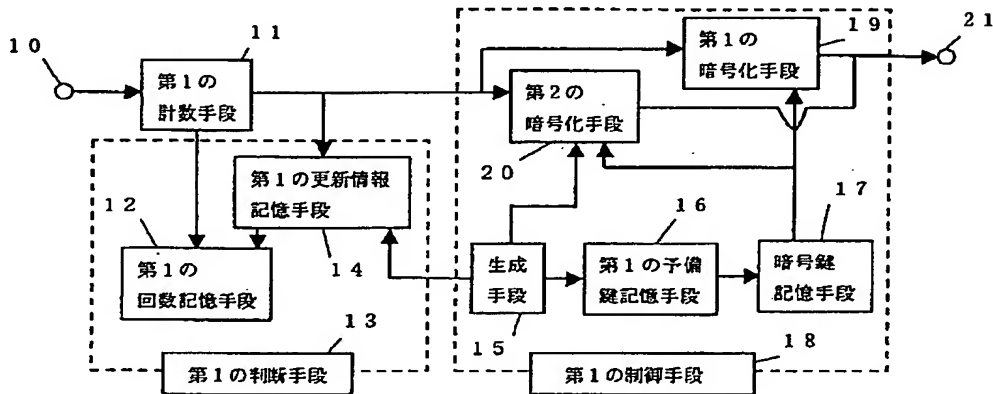 10
11
第1の
計数手段
第1の
暗号化手段
19
21
第2の
暗号化手段
20
12
第1の更新情報
記憶手段
14
第1の
回数記憶手段
13
第1の判断手段
生成
手段
15
16
第1の予備
鍵記憶手段
17
暗号鍵
記憶手段
18
第1の制御手段